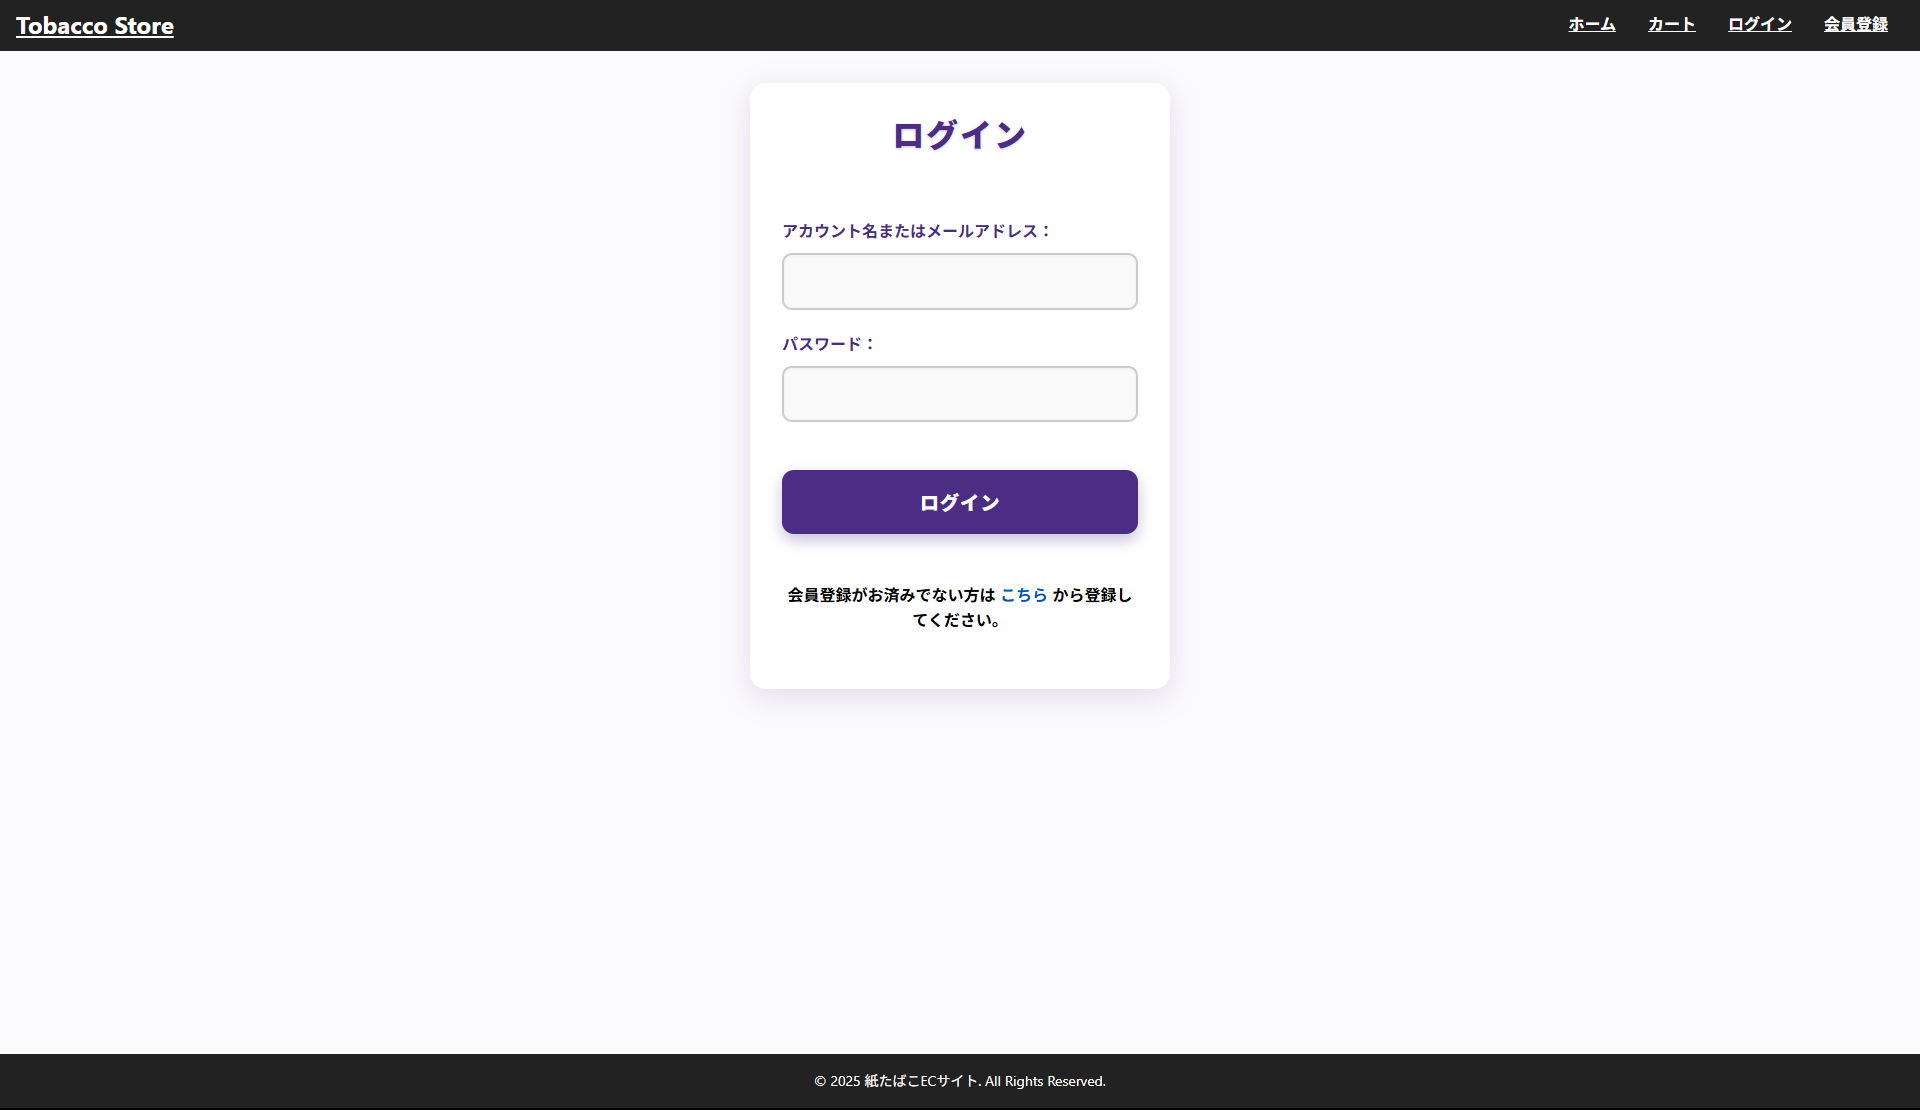 Tobacco Store
ホーム カート ログイン 会員登録
ログイン
アカウント名またはメールアドレス：
パスワード：
ログイン
会員登録がお済みでない方は こちら から登録し
てください。
© 2025 紙たばこECサイト. All Rights Reserved.